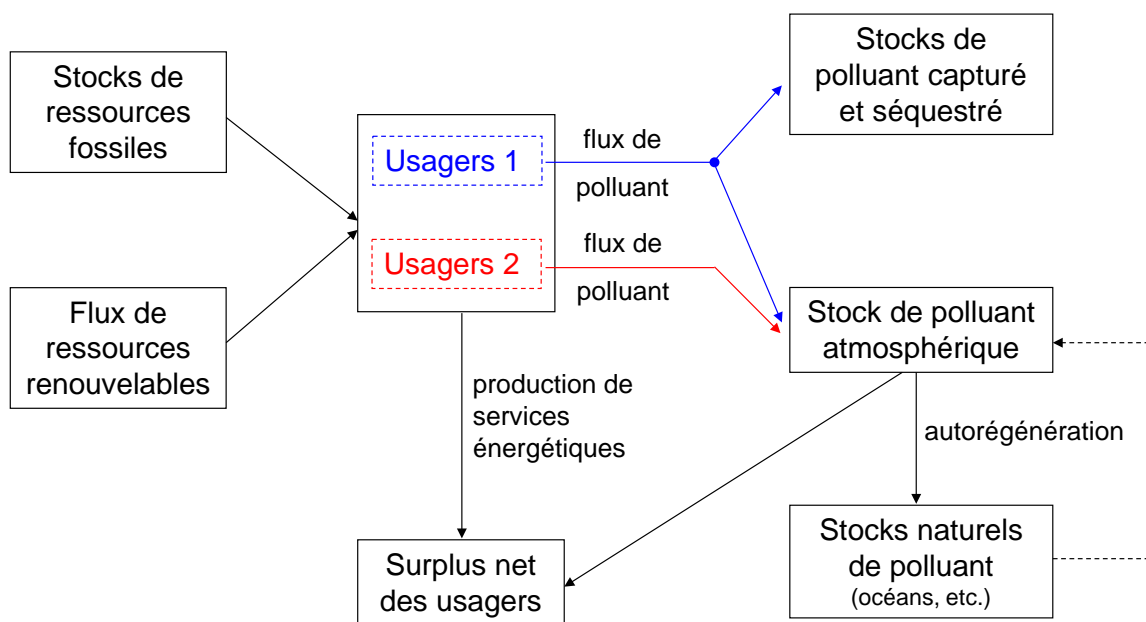 Stocks de
ressources
fossiles
Flux de
ressources
renouvelables
Usagers 1
Usagers 2
flux de
polluant
flux de
polluant
Stocks de
polluant capturé
et séquestré
Stock de polluant
atmosphérique
production de
services
énergétiques
autorégénération
Surplus net
des usagers
Stocks naturels
de polluant
(océans, etc.)